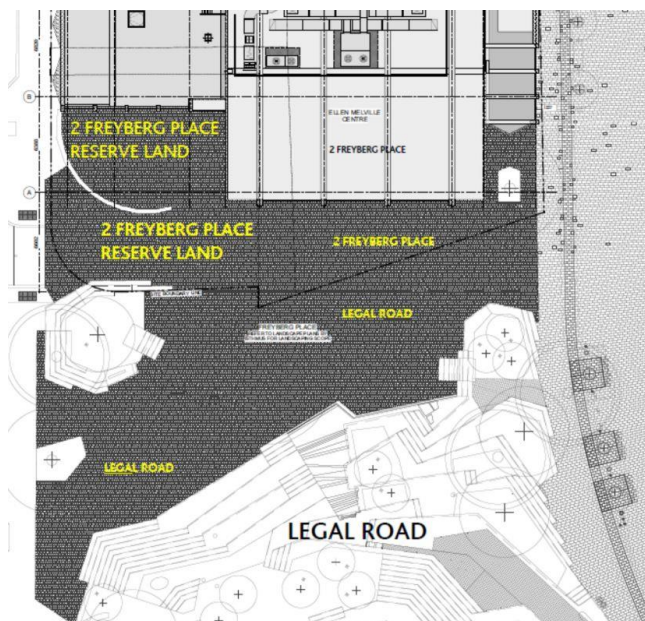 B
ELLEN MELVILLE
CENTRE
2 FREYBERG PLACE
2 FREYBERG PLACE
RESERVE LAND
A
2 FREYBERG PLACE
RESERVE LAND
2 FREYBERG PLACE
LEGAL ROAD
FREYBERG PLACE
LEGAL ROAD
LEGAL ROAD